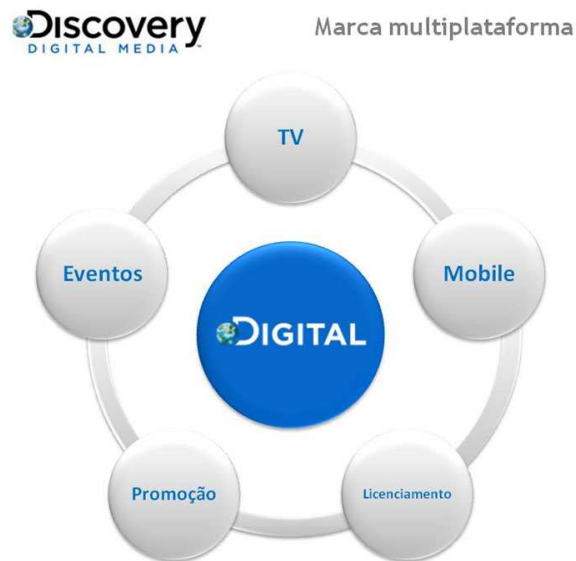 Discovery
DIGITAL MEDIA
Marca multiplataforma
TV
Eventos
Mobile
DIGITAL
Promoção
Licenciamento